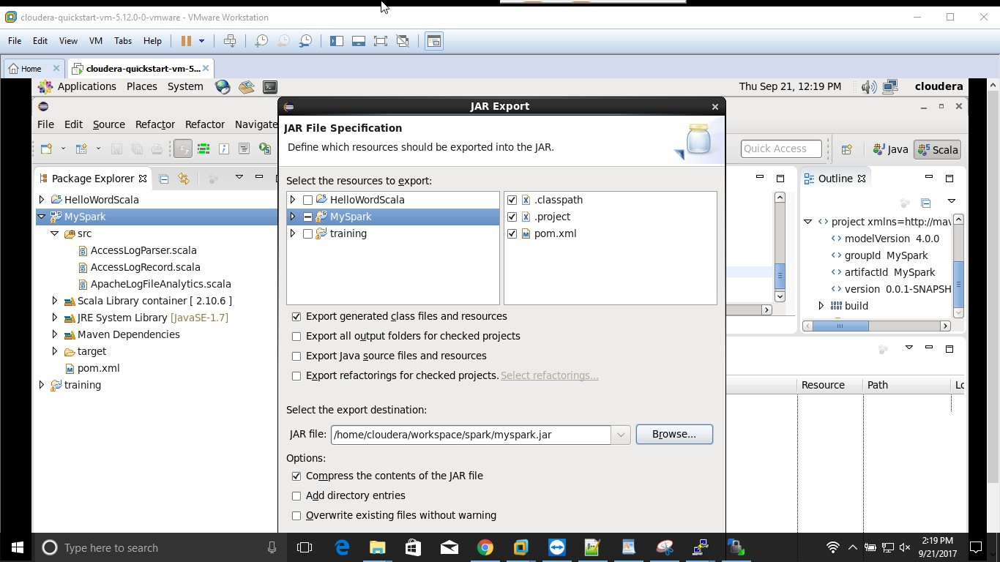 cloudera-quickstart-vm-5.12.0-0-vmware - VMware Workstation
File Edit View VM Tabs Help
Home cloudera-quickstart-vm-5...
Applications Places System Thu Sep 21, 12:19 PM cloudera
JAR Export
File Edit Source Refactor Refactor Navigate
JAR File Specification
Define which resources should be exported into the JAR.
Quick Access Java Scala
Package Explorer
HelloWordScala
MySpark
src
AccessLogParser.scala
AccessLogRecord.scala
ApacheLogFileAnalytics.scala
Scala Library container [ 2.10.6 ]
JRE System Library [JavaSE-1.7]
Maven Dependencies
target
pom.xml
training
Select the resources to export:
HelloWordScala
MySpark
training
.classpath
.project
pom.xml
Export generated class files and resources
Export all output folders for checked projects
Export Java source files and resources
Export refactorings for checked projects. Select refactorings...
Select the export destination:
JAR file: /home/cloudera/workspace/spark/myspark.jar Browse...
Options:
Compress the contents of the JAR file
Add directory entries
Overwrite existing files without warning
Outline
project xmlns=http://mav
modelVersion 4.0.0
groupId MySpark
artifactId MySpark
version 0.0.1-SNAPSH
build
Resource Path Lo
Type here to search
2:19 PM
9/21/2017